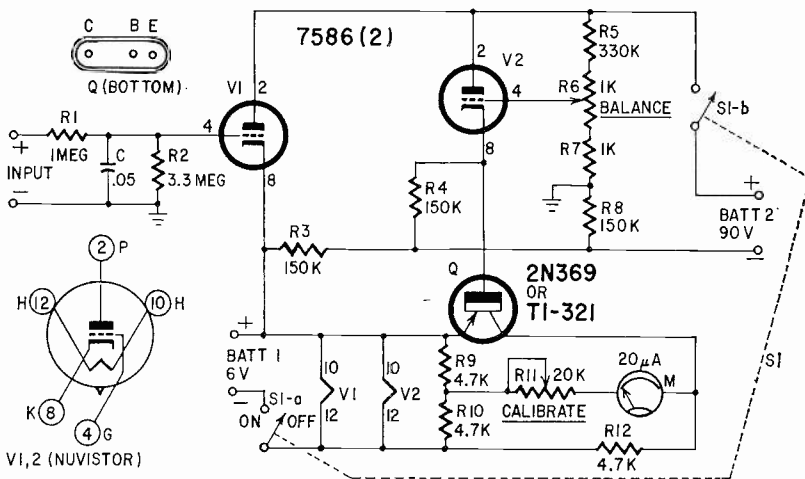 C B E
Q (BOTTOM)
7586 (2)
V1
2
4
8
R1
1MEG
+
INPUT
−
C
.05
R2
3.3 MEG
V2
2
4
8
R5
330K
R6
1K
BALANCE
R7
1K
R8
150K
S1-b
+
BATT 2
90V
−
R4
150K
R3
150K
Q
2N369
OR
TI-321
2 P
H 12
10 H
K 8
4 G
V1,2 (NUVISTOR)
+
BATT 1
6V
−
S1-a
ON OFF
10
V1
12
10
V2
12
R9
4.7K
R10
4.7K
R11
20K
CALIBRATE
20µA
M
R12
4.7K
S1